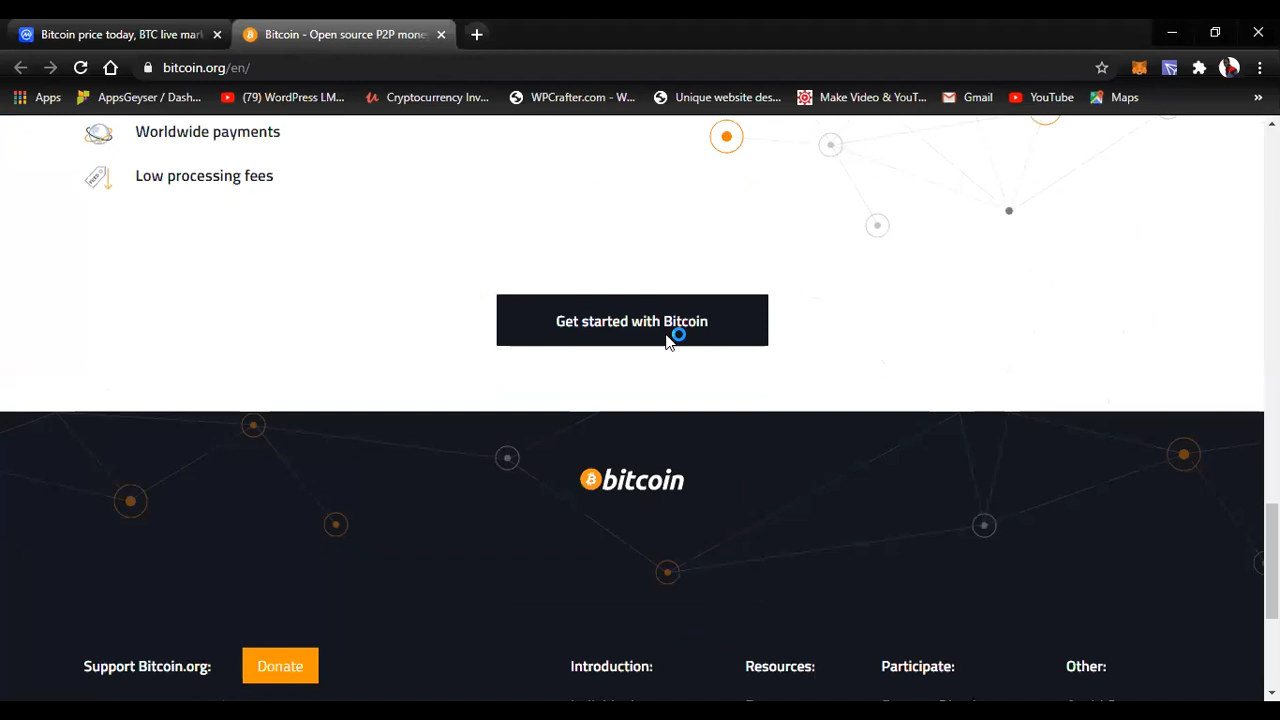 Bitcoin price today, BTC live mar
Bitcoin - Open source P2P mone
bitcoin.org/en/
Apps
AppsGeyser / Dash...
(79) WordPress LM...
Cryptocurrency Inv...
WPCrafter.com - W...
Unique website des...
Make Video & YouT...
Gmail
YouTube
Maps
Worldwide payments
Low processing fees
Get started with Bitcoin
bitcoin
Support Bitcoin.org:
Donate
Introduction:
Resources:
Participate:
Other: